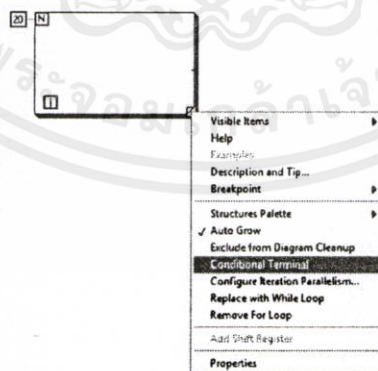 20 N
i
Visible Items
Help
Examples
Description and Tip...
Breakpoint
Structures Palette
✓ Auto Grow
Exclude from Diagram Cleanup
Conditional Terminal
Configure Iteration Parallelism...
Replace with While Loop
Remove For Loop
Add Shift Register
Properties